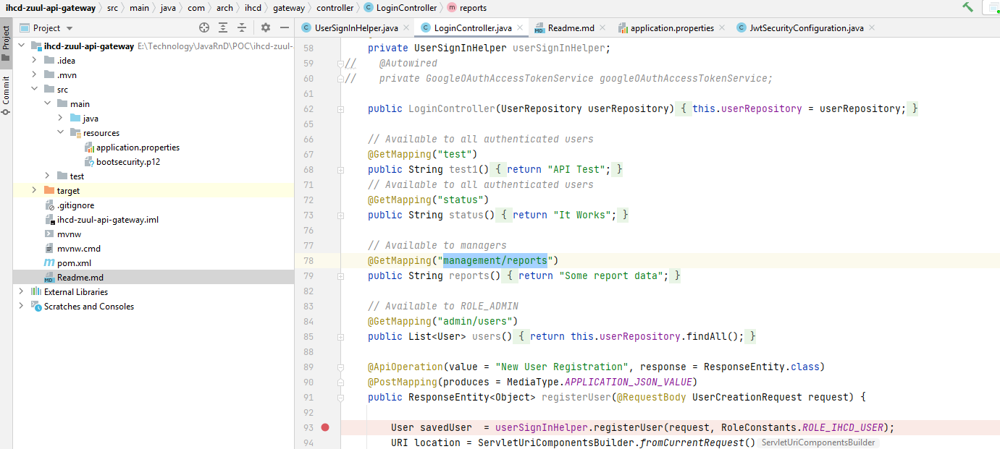 ihcd-zuul-api-gateway src main java com arch ihcd gateway controller LoginController reports
Project
Commit
Project
UserSignInHelper.java LoginController.java Readme.md application.properties JwtSecurityConfiguration.java
ihcd-zuul-api-gateway E:\Technology\JavaRnD\POC\ihcd-zuul-
.idea
.mvn
src
main
java
resources
application.properties
bootsecurity.p12
test
target
.gitignore
ihcd-zuul-api-gateway.iml
mvnw
mvnw.cmd
pom.xml
Readme.md
External Libraries
Scratches and Consoles
58 private UserSignInHelper userSignInHelper;
59 // @Autowired
60 // private GoogleOAuthAccessTokenService googleOAuthAccessTokenService;
61
62 public LoginController(UserRepository userRepository) { this.userRepository = userRepository; }
65
66 // Available to all authenticated users
67 @GetMapping("test")
68 public String test1() { return "API Test"; }
71 // Available to all authenticated users
72 @GetMapping("status")
73 public String status() { return "It Works"; }
76
77 // Available to managers
78 @GetMapping("management/reports")
79 public String reports() { return "Some report data"; }
82
83 // Available to ROLE_ADMIN
84 @GetMapping("admin/users")
85 public List<User> users() { return this.userRepository.findAll(); }
88
89 @ApiOperation(value = "New User Registration", response = ResponseEntity.class)
90 @PostMapping(produces = MediaType.APPLICATION_JSON_VALUE)
91 public ResponseEntity<Object> registerUser(@RequestBody UserCreationRequest request) {
92
93 User savedUser = userSignInHelper.registerUser(request, RoleConstants.ROLE_IHCD_USER);
94 URI location = ServletUriComponentsBuilder.fromCurrentRequest() ServletUriComponentsBuilder